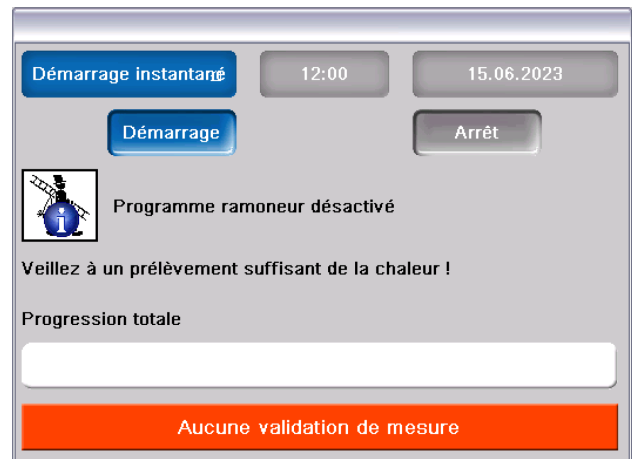 Démarrage instantané
12:00
15.06.2023
Démarrage
Arrêt
Programme ramoneur désactivé
Veillez à un prélèvement suffisant de la chaleur !
Progression totale
Aucune validation de mesure